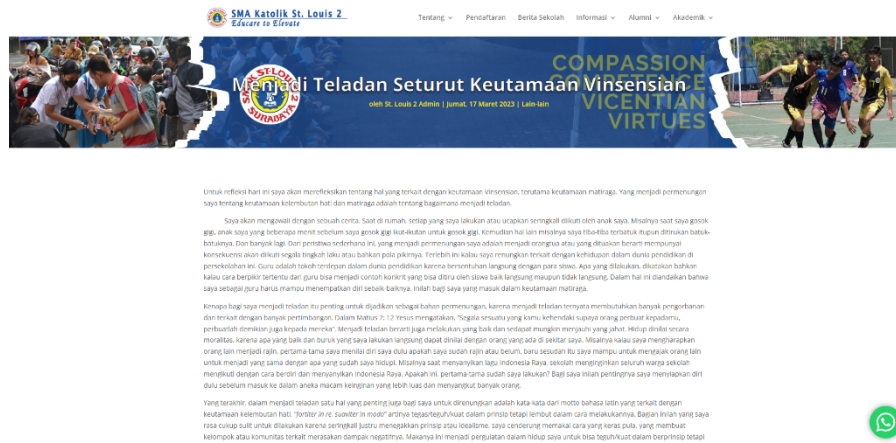 SMA Katolik St. Louis 2
Educare to Elevate
Tentang Pendaftaran Berita Sekolah Informasi Alumni Akademik
COMPASSION
COMPETENCE
VICENTIAN
VIRTUES
SMAK ST.LOUIS 2
SURABAYA
Menjadi Teladan Seturut Keutamaan Vinsensian
oleh St. Louis 2 Admin | Jumat, 17 Maret 2023 | Lain-lain
Untuk refleksi hari ini saya akan merefleksikan tentang hal yang terkait dengan keutamaan Vinsensian, terutama keutamaan matiraga. Yang menjadi permenungan
saya tentang keutamaan kelembutan hati dan matiraga adalah tentang bagaimana menjadi teladan.
Saya akan mengawali dengan sebuah cerita. Saat di rumah, setiap yang saya lakukan atau ucapkan seringkali diikuti oleh anak saya. Misalnya saat saya gosok
gigi, anak saya yang beberapa menit sebelum saya gosok gigi ikut-ikutan untuk gosok gigi. Kemudian hal lain misalnya saya tiba-tiba terbatuk itupun ditirukan batuk-
batuknya. Dan banyak lagi. Dari peristiwa sederhana ini, yang menjadi permenungan saya adalah menjadi orangtua atau yang dituakan berarti mempunyai
konsekuensi akan diikuti segala tingkah laku atau bahkan pola pikirnya. Terlebih ini kalau saya renungkan terkait dengan kehidupan dalam dunia pendidikan di
persekolahan ini. Guru adalah tokoh terdepan dalam dunia pendidikan karena bersentuhan langsung dengan para siswa. Apa yang dilakukan, dikatakan bahkan
kalau cara berpikir tertentu dari guru bisa menjadi contoh konkrit yang bisa ditiru oleh siswa baik langsung maupun tidak langsung. Dalam hal ini diandaikan bahwa
saya sebagai guru harus mampu menempatkan diri sebaik-baiknya. Inilah bagi saya yang masuk dalam keutamaan matiraga.
Kenapa bagi saya menjadi teladan itu penting untuk dijadikan sebagai bahan permenungan, karena menjadi teladan ternyata membutuhkan banyak pengorbanan
dan terkait dengan banyak pertimbangan. Dalam Matius 7: 12 Yesus mengatakan, "Segala sesuatu yang kamu kehendaki supaya orang perbuat kepadamu,
perbuatlah demikian juga kepada mereka". Menjadi teladan berarti juga melakukan yang baik dan sedapat mungkin menjauhi yang jahat. Hidup dinilai secara
moralitas, karena apa yang baik dan buruk yang saya lakukan langsung dapat dinilai dengan orang yang ada di sekitar saya. Misalnya kalau saya mengharapkan
orang lain menjadi rajin, pertama-tama saya menilai diri saya dulu apakah saya sudah rajin atau belum, baru sesudah itu saya mampu untuk mengajak orang lain
untuk menjadi yang sama dengan apa yang sudah saya hidupi. Misalnya saat menyanyikan lagu Indonesia Raya, sekolah menginginkan seluruh warga sekolah
mengikuti dengan cara berdiri dan menyanyikan Indonesia Raya. Apakah ini, pertama-tama sudah saya lakukan? Bagi saya inilah pentingnya saya menyiapkan diri
dulu sebelum masuk ke dalam aneka macam keinginan yang lebih luas dan menyangkut banyak orang.
Yang terakhir, dalam menjadi teladan satu hal yang penting juga bagi saya untuk direnungkan adalah kata-kata dari motto bahasa latin yang terkait dengan
keutamaan kelembutan hati. "fortiter in re, suaviter in modo" artinya tegas/teguh/kuat dalam prinsip tetapi lembut dalam cara melakukannya. Bagian inilah yang saya
rasa cukup sulit untuk dilakukan karena seringkali justru menegakkan prinsip atau idealisme, saya cenderung memakai cara yang keras pula, yang membuat
kelompok atau komunitas terkait merasakan dampak negatifnya. Makanya ini menjadi pergulatan dalam hidup saya untuk bisa teguh/kuat dalam berprinsip tetapi